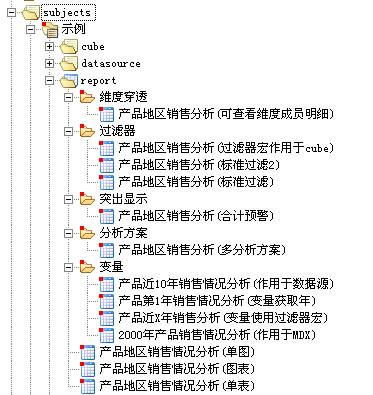 subjects
示例
cube
datasource
report
维度穿透
产品地区销售分析(可查看维度成员明细)
过滤器
产品地区销售分析(过滤器宏作用于cube)
产品地区销售分析(标准过滤2)
产品地区销售分析(标准过滤)
突出显示
产品地区销售分析(合计预警)
分析方案
产品地区销售分析(多分析方案)
变量
产品近10年销售情况分析(作用于数据源)
产品第1年销售情况分析(变量获取年)
产品近X年销售情况分析(变量使用过滤器宏)
2000年产品销售情况分析(作用于MDX)
产品地区销售情况分析(单图)
产品地区销售情况分析(图表)
产品地区销售情况分析(单表)